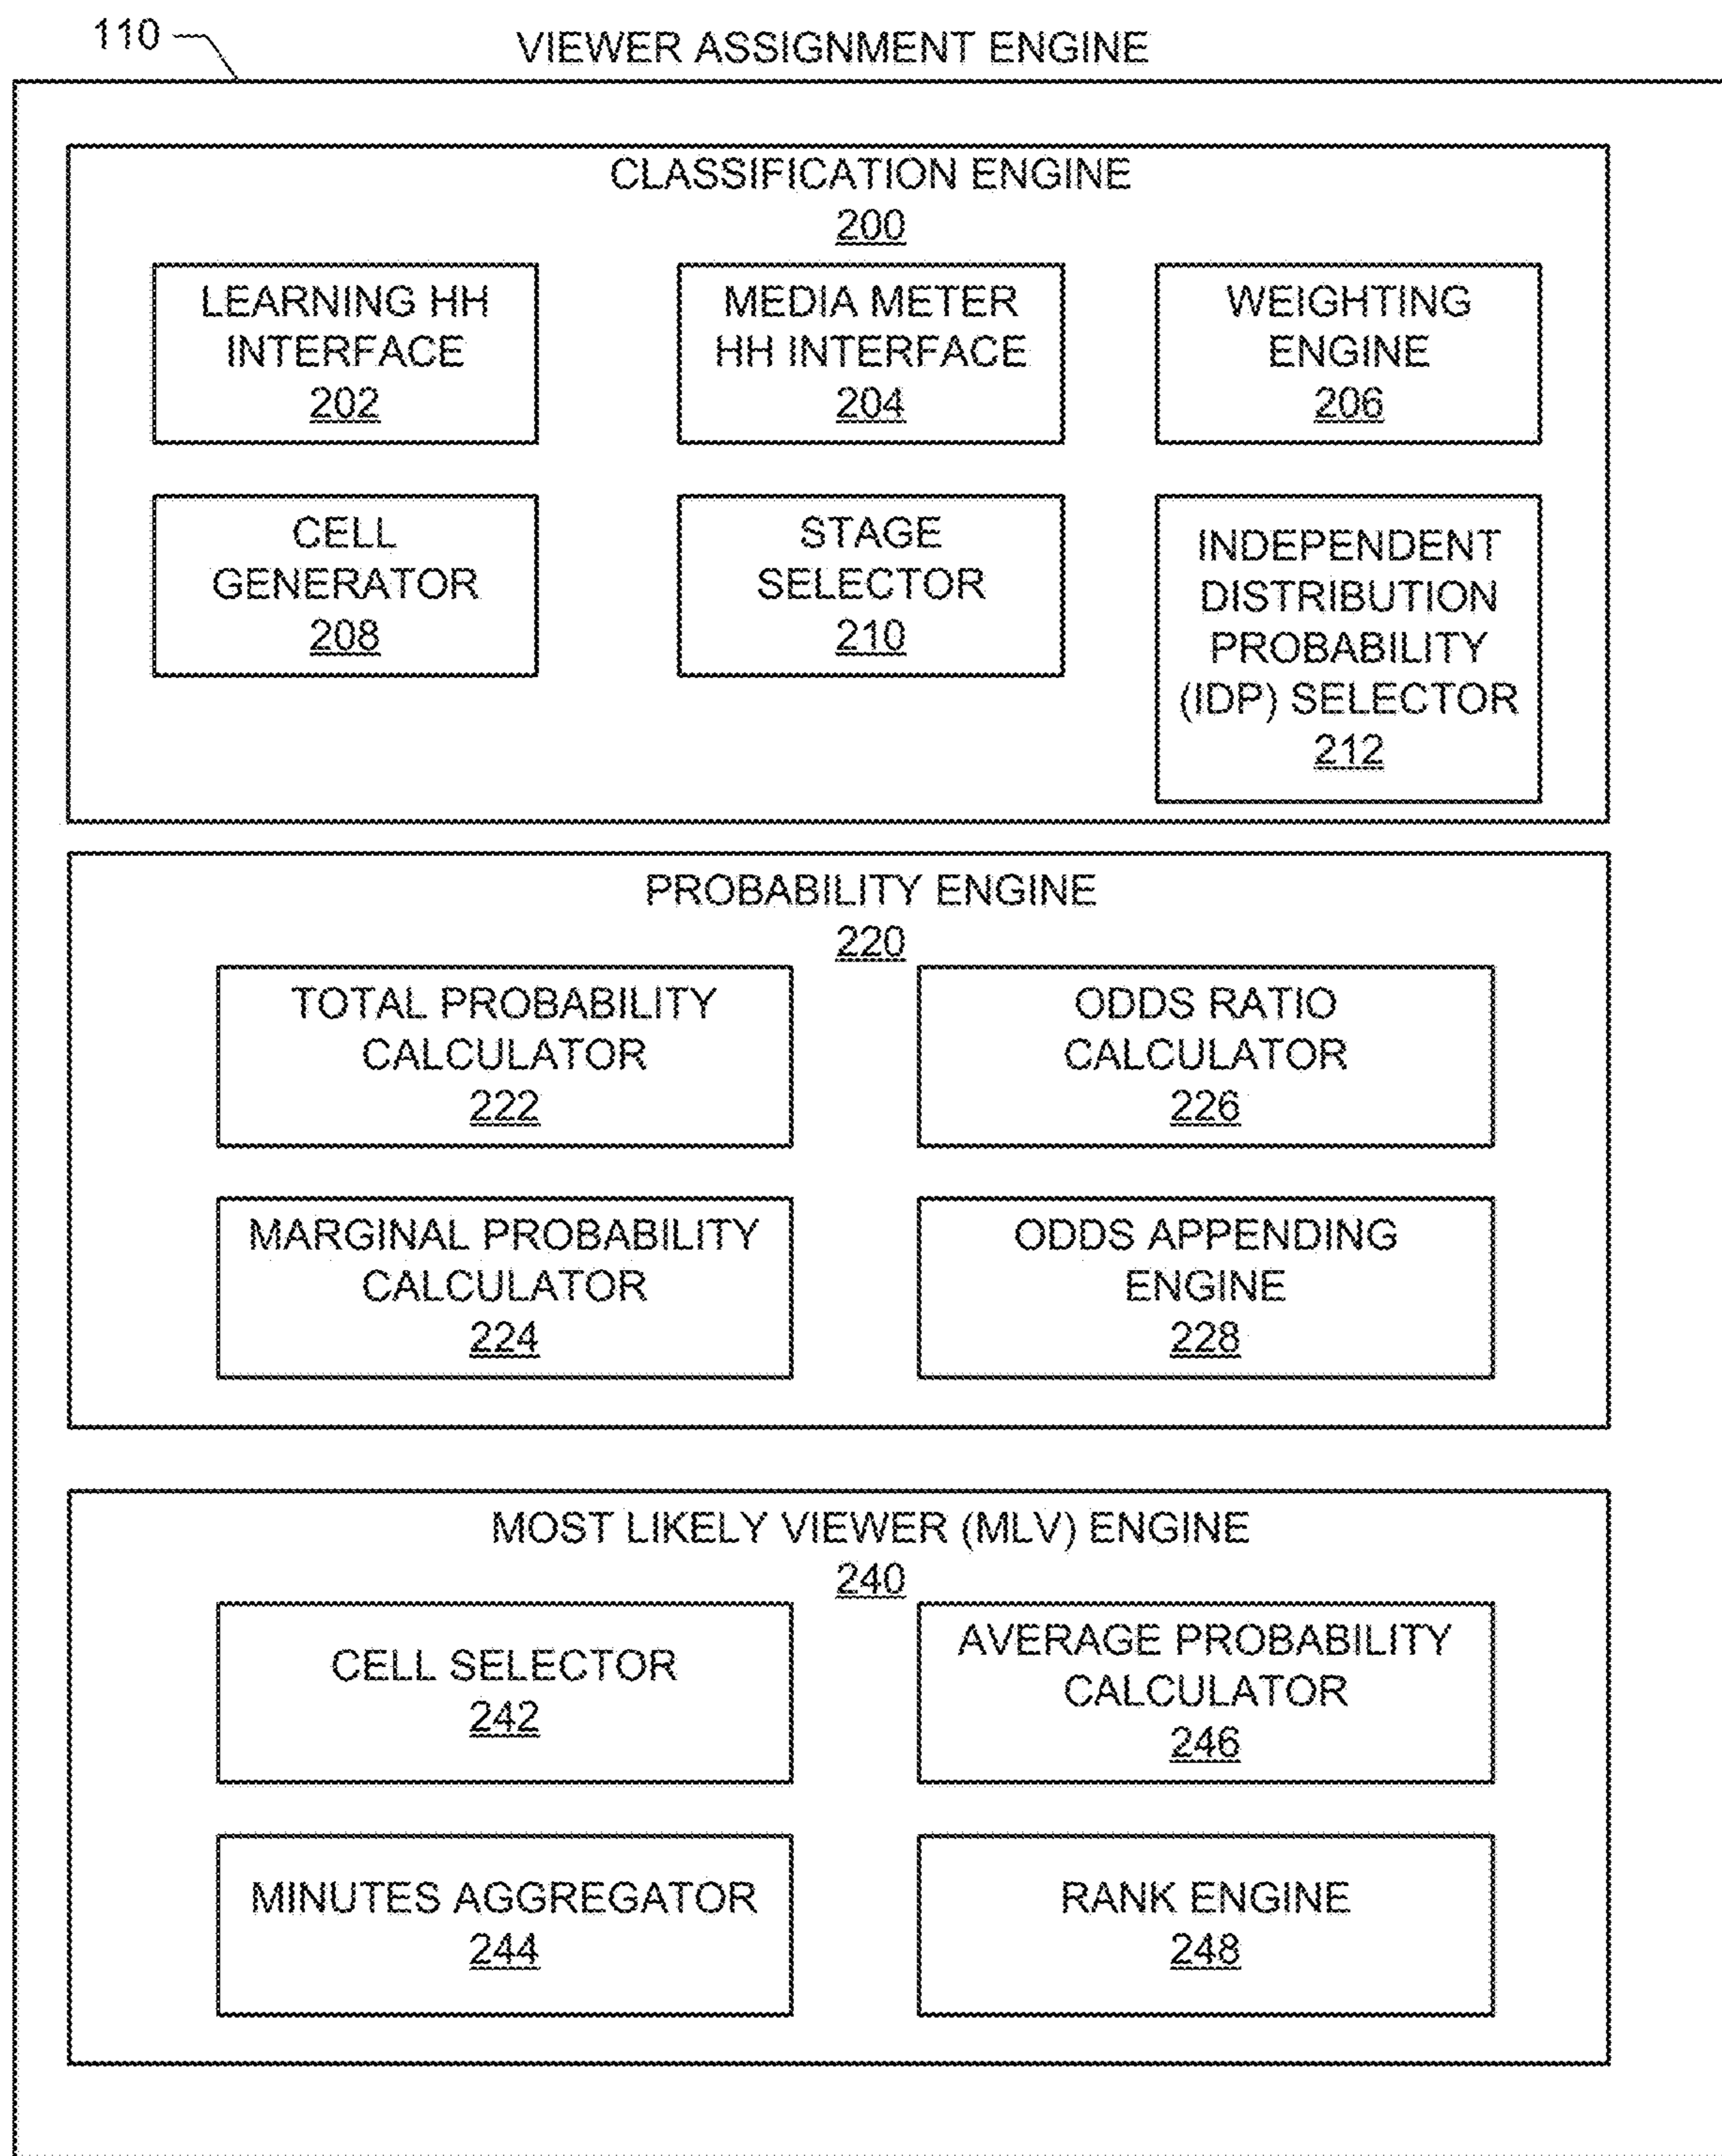 110
VIEWER ASSIGNMENT ENGINE
CLASSIFICATION ENGINE
200
LEARNING HH
INTERFACE
202
MEDIA METER
HH INTERFACE
204
WEIGHTING
ENGINE
206
CELL
GENERATOR
208
STAGE
SELECTOR
210
INDEPENDENT
DISTRIBUTION
PROBABILITY
(IDP) SELECTOR
212
PROBABILITY ENGINE
220
TOTAL PROBABILITY
CALCULATOR
222
ODDS RATIO
CALCULATOR
226
MARGINAL PROBABILITY
CALCULATOR
224
ODDS APPENDING
ENGINE
228
MOST LIKELY VIEWER (MLV) ENGINE
240
CELL SELECTOR
242
AVERAGE PROBABILITY
CALCULATOR
246
MINUTES AGGREGATOR
244
RANK ENGINE
248